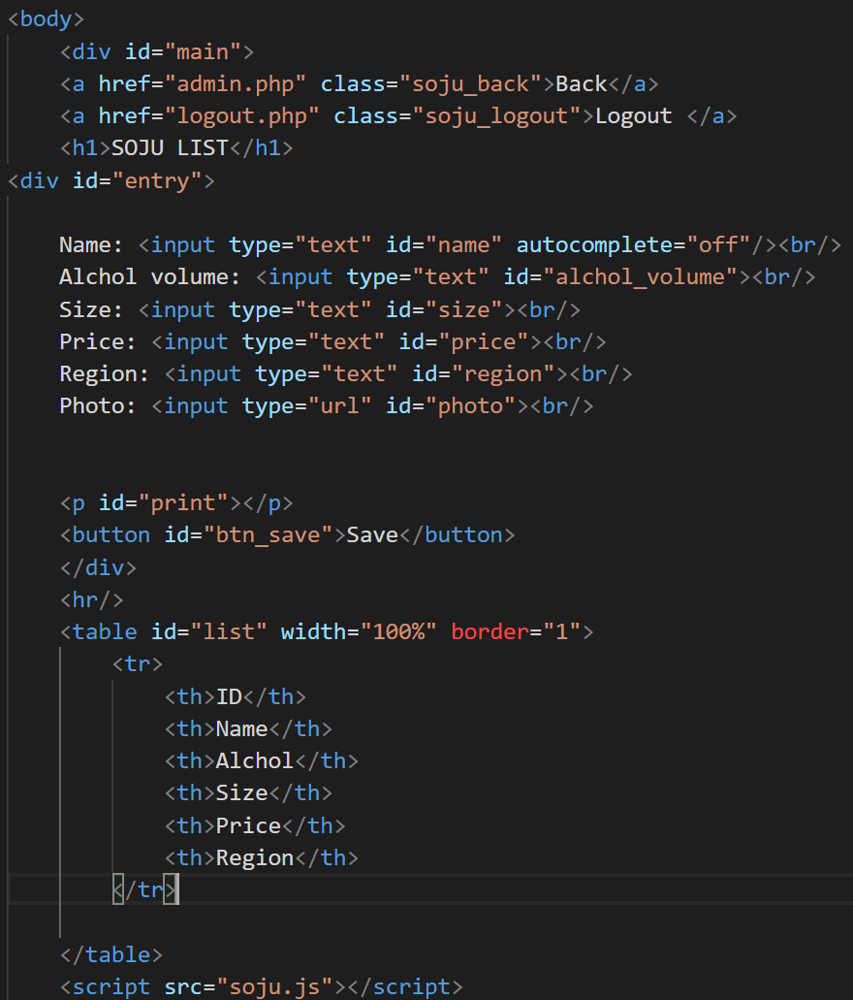 <body>
<div id="main">
<a href="admin.php" class="soju_back">Back</a>
<a href="logout.php" class="soju_logout">Logout </a>
<h1>SOJU LIST</h1>
<div id="entry">
Name: <input type="text" id="name" autocomplete="off"/><br/>
Alchol volume: <input type="text" id="alchol_volume"><br/>
Size: <input type="text" id="size"><br/>
Price: <input type="text" id="price"><br/>
Region: <input type="text" id="region"><br/>
Photo: <input type="url" id="photo"><br/>
<p id="print"></p>
<button id="btn_save">Save</button>
</div>
<hr/>
<table id="list" width="100%" border="1">
<tr>
<th>ID</th>
<th>Name</th>
<th>Alchol</th>
<th>Size</th>
<th>Price</th>
<th>Region</th>
</tr>
</table>
<script src="soju.js"></script>